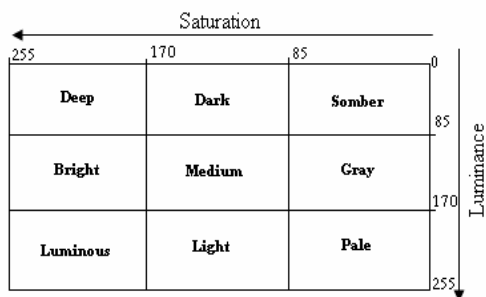 Saturation
255 170 85 0
Deep Dark Somber
85
Bright Medium Gray
170
Luminous Light Pale
255
Luminance